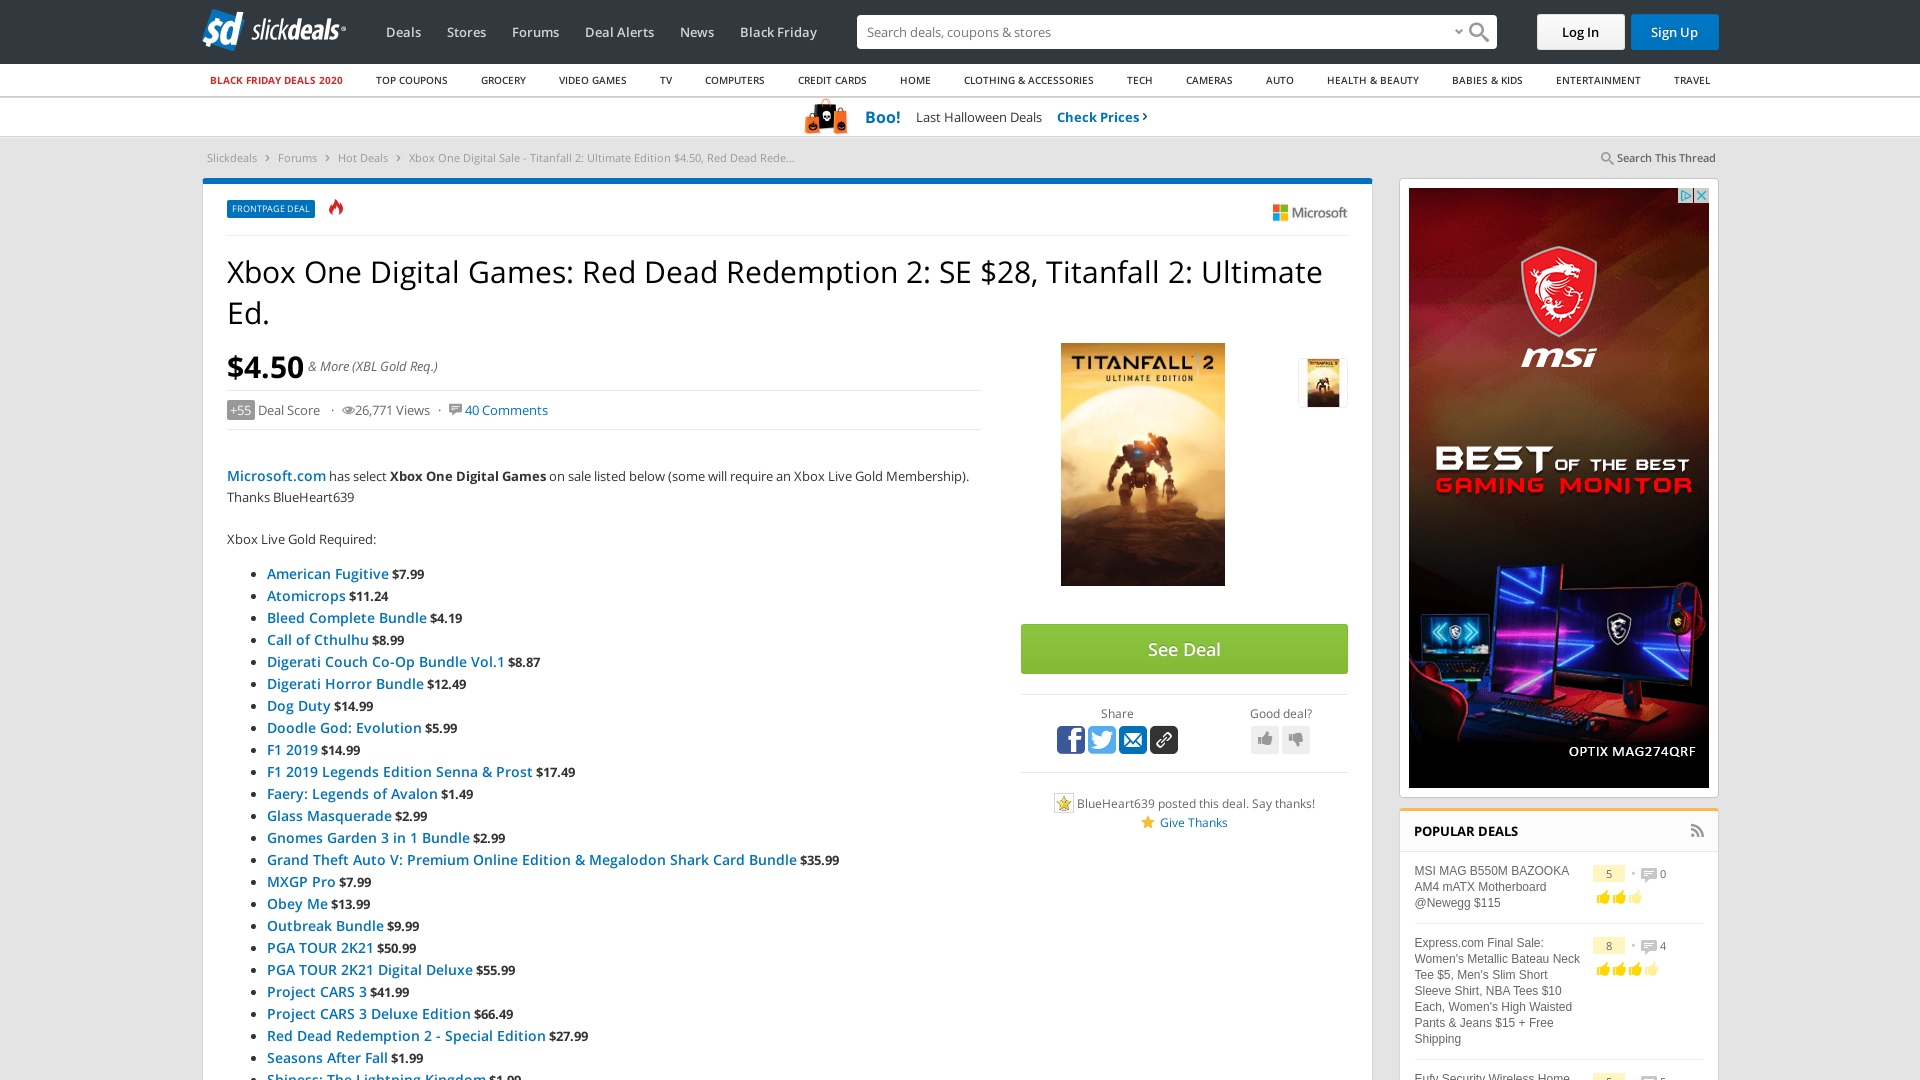 sd slickdeals
Deals
Stores
Forums
Deal Alerts
News
Black Friday
Search deals, coupons & stores
Log In
Sign Up
BLACK FRIDAY DEALS 2020
TOP COUPONS
GROCERY
VIDEO GAMES
TV
COMPUTERS
CREDIT CARDS
HOME
CLOTHING & ACCESSORIES
TECH
CAMERAS
AUTO
HEALTH & BEAUTY
BABIES & KIDS
ENTERTAINMENT
TRAVEL
Boo! Last Halloween Deals Check Prices ›
Slickdeals › Forums › Hot Deals › Xbox One Digital Sale - Titanfall 2: Ultimate Edition $4.50, Red Dead Rede...
Search This Thread
FRONTPAGE DEAL
Microsoft
Xbox One Digital Games: Red Dead Redemption 2: SE $28, Titanfall 2: Ultimate
Ed.
$4.50 & More (XBL Gold Req.)
+55 Deal Score · 26,771 Views · 40 Comments
Microsoft.com has select Xbox One Digital Games on sale listed below (some will require an Xbox Live Gold Membership).
Thanks BlueHeart639
Xbox Live Gold Required:
• American Fugitive $7.99
• Atomicrops $11.24
• Bleed Complete Bundle $4.19
• Call of Cthulhu $8.99
• Digerati Couch Co-Op Bundle Vol.1 $8.87
• Digerati Horror Bundle $12.49
• Dog Duty $14.99
• Doodle God: Evolution $5.99
• F1 2019 $14.99
• F1 2019 Legends Edition Senna & Prost $17.49
• Faery: Legends of Avalon $1.49
• Glass Masquerade $2.99
• Gnomes Garden 3 in 1 Bundle $2.99
• Grand Theft Auto V: Premium Online Edition & Megalodon Shark Card Bundle $35.99
• MXGP Pro $7.99
• Obey Me $13.99
• Outbreak Bundle $9.99
• PGA TOUR 2K21 $50.99
• PGA TOUR 2K21 Digital Deluxe $55.99
• Project CARS 3 $41.99
• Project CARS 3 Deluxe Edition $66.49
• Red Dead Redemption 2 - Special Edition $27.99
• Seasons After Fall $1.99
• Shiness: The Lightning Kingdom $1.99
TITANFALL 2
ULTIMATE EDITION
See Deal
Share
Good deal?
BlueHeart639 posted this deal. Say thanks!
Give Thanks
msi
BEST OF THE BEST
GAMING MONITOR
OPTIX MAG274QRF
POPULAR DEALS
MSI MAG B550M BAZOOKA
AM4 mATX Motherboard
@Newegg $115
5 • 0
Express.com Final Sale:
Women's Metallic Bateau Neck
Tee $5, Men's Slim Short
Sleeve Shirt, NBA Tees $10
Each, Women's High Waisted
Pants & Jeans $15 + Free
Shipping
8 • 4
Eufy Security Wireless Home